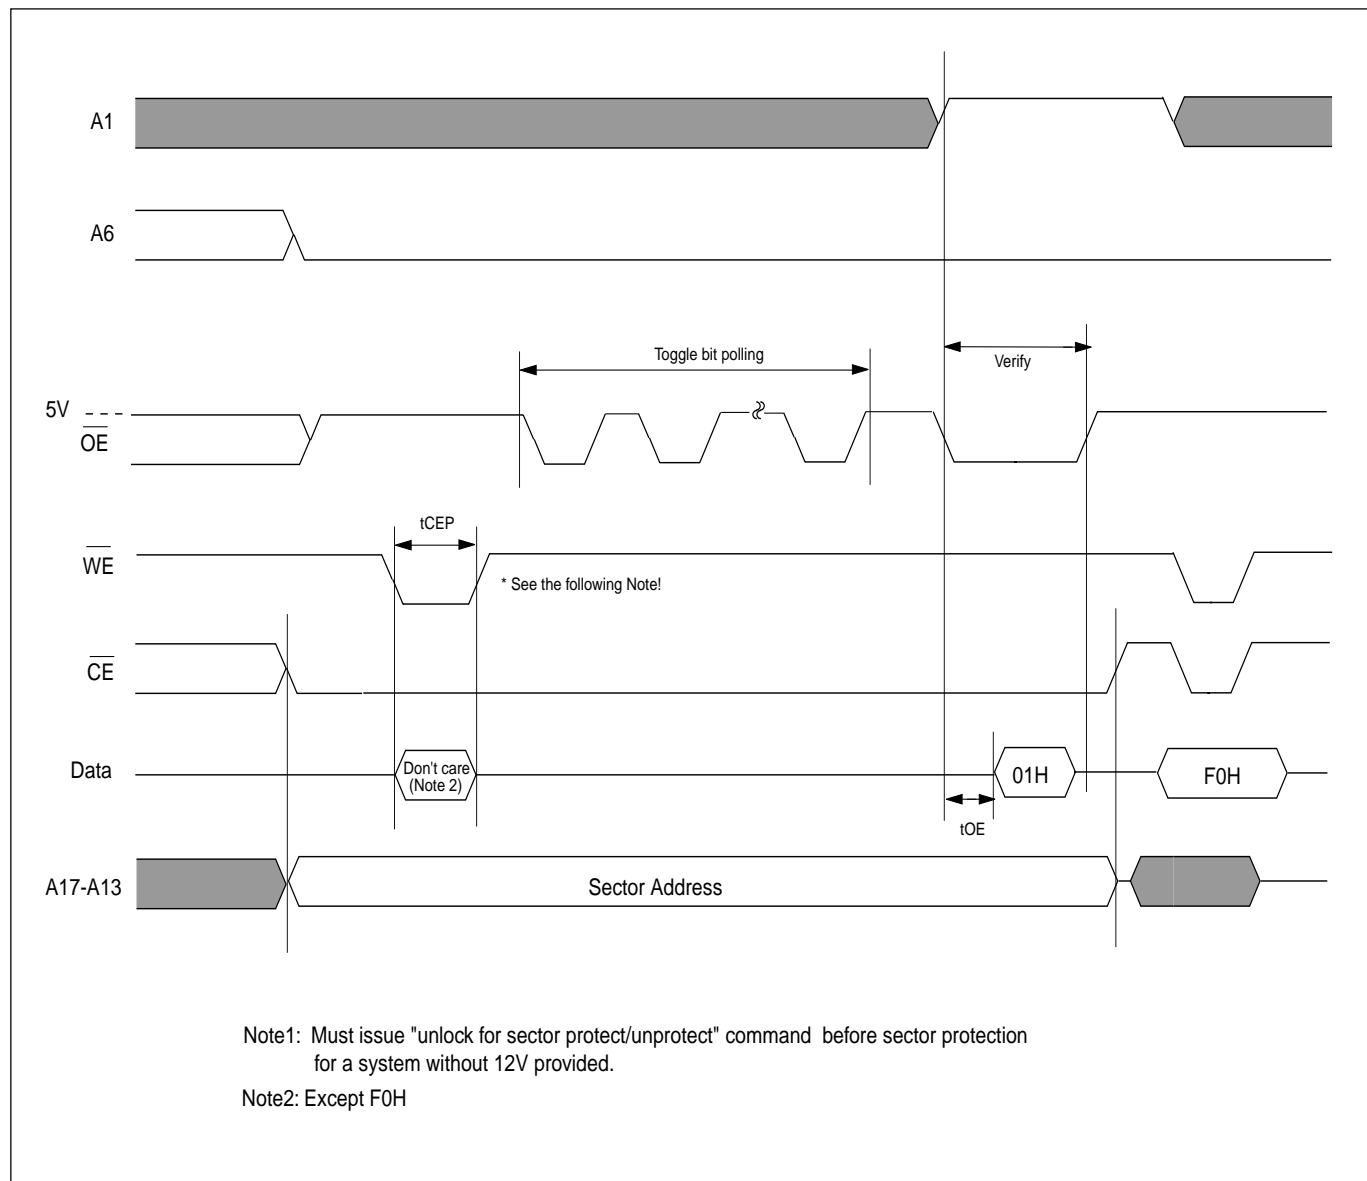 A1
A6
Toggle bit polling
Verify
5V
OE
tCEP
WE
* See the following Note!
CE
Data
Don't care
(Note 2)
01H
F0H
tOE
A17-A13
Sector Address
Note1: Must issue "unlock for sector protect/unprotect" command before sector protection
for a system without 12V provided.
Note2: Except F0H